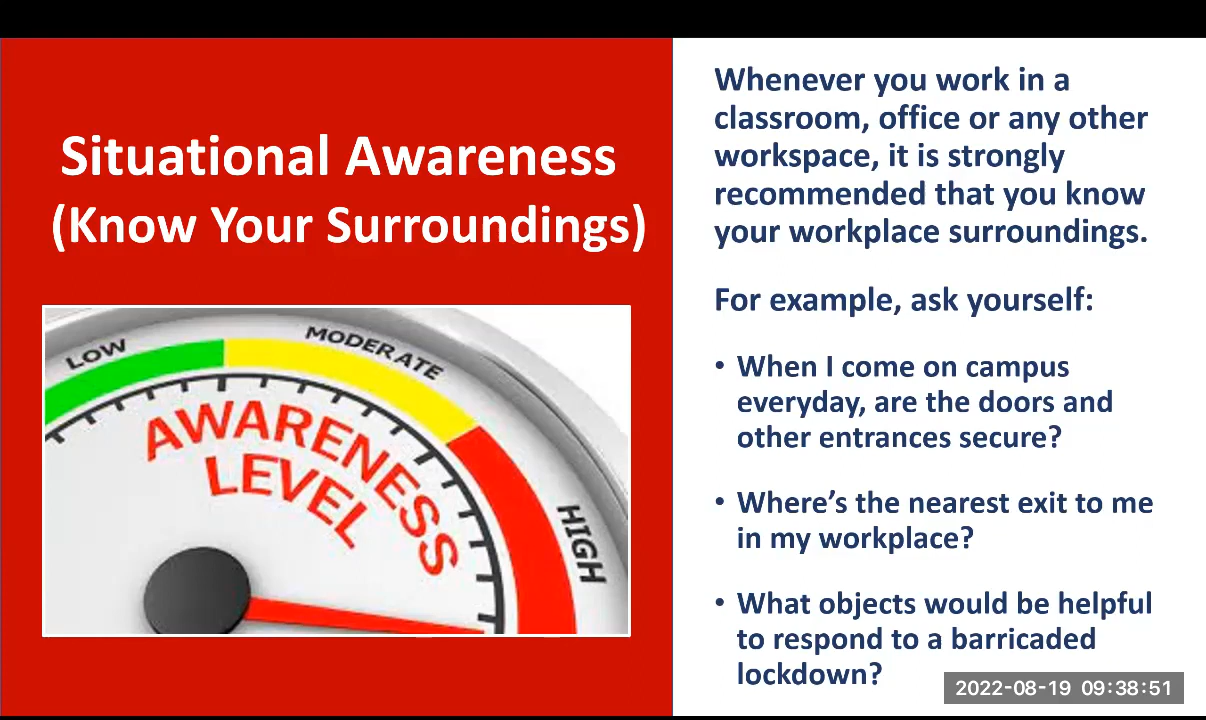 Situational Awareness
(Know Your Surroundings)
LOW
MODERATE
HIGH
AWARENESS
LEVEL
Whenever you work in a
classroom, office or any other
workspace, it is strongly
recommended that you know
your workplace surroundings.
For example, ask yourself:
• When I come on campus
everyday, are the doors and
other entrances secure?
• Where’s the nearest exit to me
in my workplace?
• What objects would be helpful
to respond to a barricaded
lockdown?
2022-08-19 09:38:51